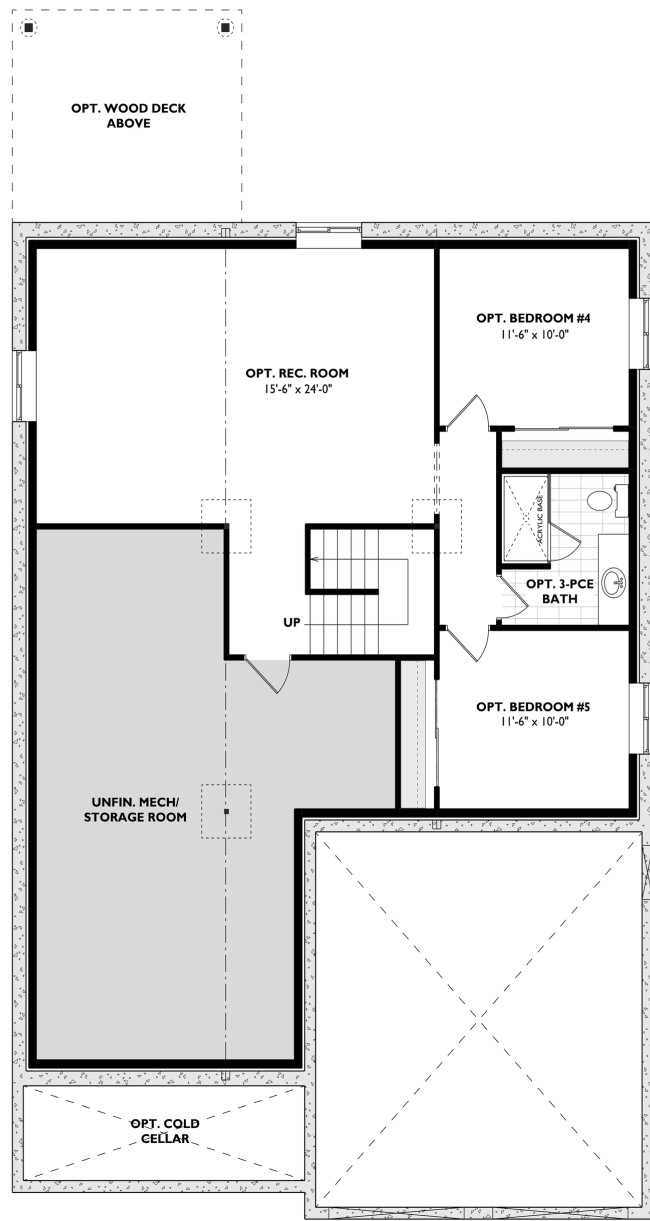 OPT. WOOD DECK
ABOVE
OPT. BEDROOM #4
11'-6" x 10'-0"
OPT. REC. ROOM
15'-6" x 24'-0"
ACRYLIC BASE
OPT. 3-PCE
BATH
UP
OPT. BEDROOM #5
11'-6" x 10'-0"
UNFIN. MECH/
STORAGE ROOM
OPT. COLD
CELLAR